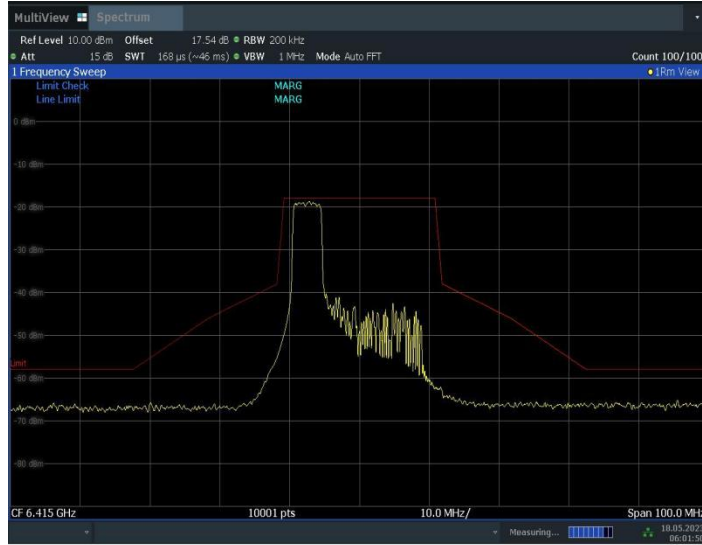 MultiView Spectrum
Ref Level 10.00 dBm Offset 17.54 dB RBW 200 kHz
Att 15 dB SWT 168 µs (~46 ms) VBW 1 MHz Mode Auto FFT Count 100/100
1 Frequency Sweep 1Rm View
Limit Check MARG
Line Limit MARG
0 dBm
-10 dBm
-20 dBm
-30 dBm
-40 dBm
-50 dBm
-60 dBm
-70 dBm
-80 dBm
CF 6.415 GHz 10001 pts 10.0 MHz/ Span 100.0 MHz
Measuring... 18.05.2023